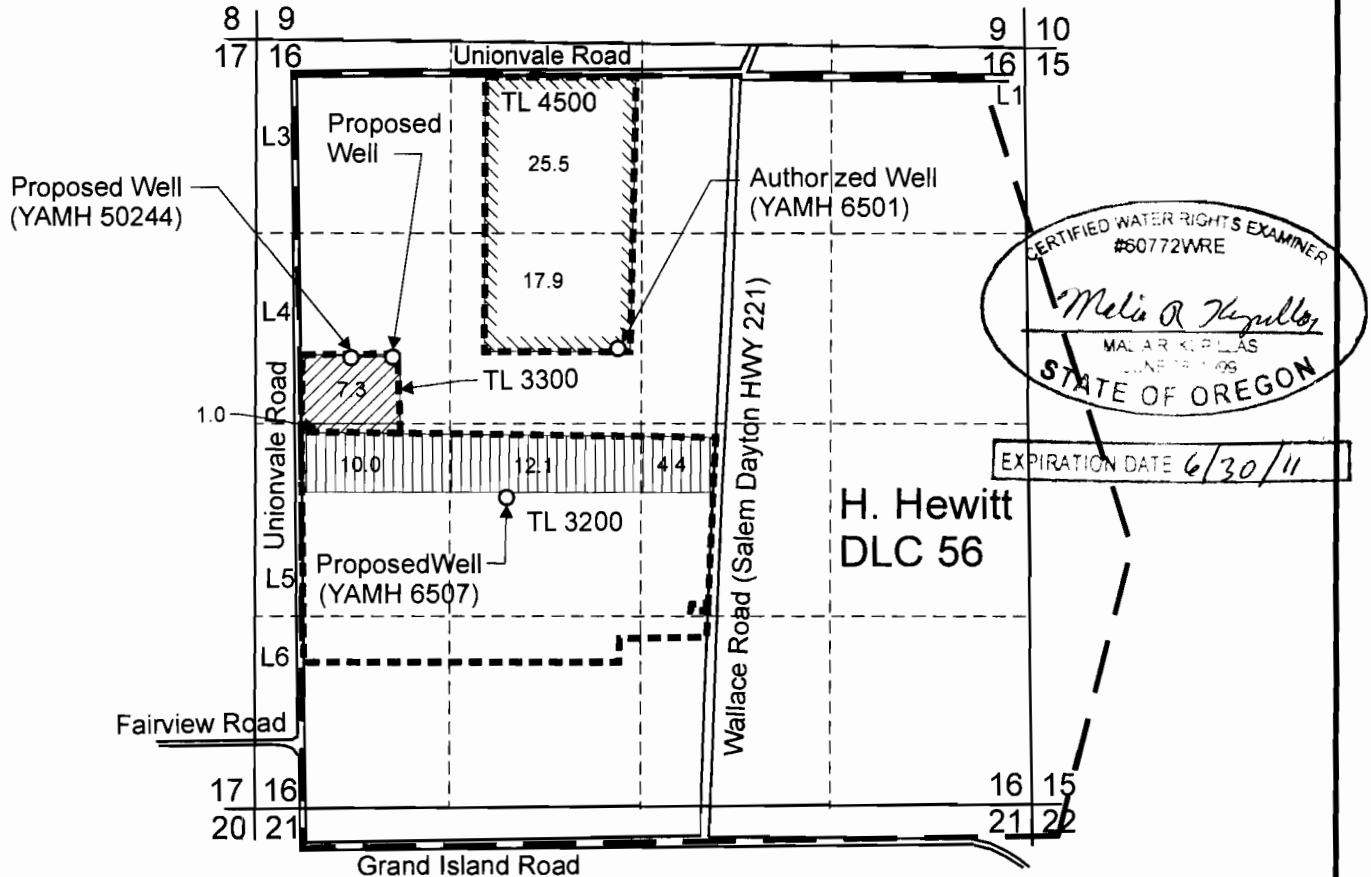 8 9
17 16
9 10
16 15
Unionvale Road
L1
L3
Proposed
Well
TL 4500
25.5
Proposed Well
(YAMH 50244)
Authorized Well
(YAMH 6501)
CERTIFIED WATER RIGHTS EXAMINER
#60772WRE
STATE OF OREGON
EXPIRATION DATE 6/30/11
17.9
L4
7.3
TL 3300
1.0
10.0
12.1
4.4
Unionvale Road
Wallace Road (Salem Dayton HWY 221)
H. Hewitt
DLC 56
TL 3200
Proposed Well
(YAMH 6507)
L5
L6
Fairview Road
17 16
20 21
16 15
21 22
Grand Island Road